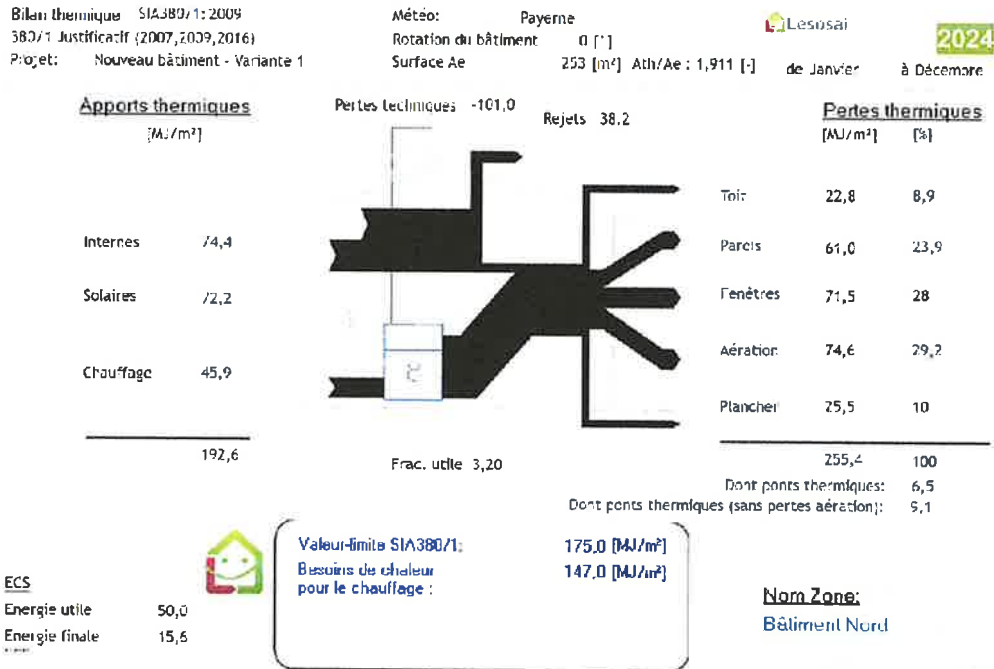 Bilan thermique SIA380/1: 2009
380/1 Justificatif (2007,2009,2016)
Projet: Nouveau bâtiment - Variante 1
Météo: Payerne
Rotation du bâtiment 0 [°]
Surface Ae 253 [m²] Ath/Ae : 1,911 [-]
Lesosai
2024
de Janvier à Décembre
Apports thermiques
[MJ/m²]
Internes 74,4
Solaires 72,2
Chauffage 45,9
192,6
Pertes techniques -101,0
Rejets 38,2
Frac. utile 3,20
Pertes thermiques
[MJ/m²] [%]
Toit 22,8 8,9
Parois 61,0 23,9
Fenêtres 71,5 28
Aération 74,6 29,2
Plancher 25,5 10
255,4 100
Dont ponts thermiques: 6,5
Dont ponts thermiques (sans pertes aération): 9,1
Valeur-limite SIA380/1: 175,0 [MJ/m²]
Besoins de chaleur
pour le chauffage : 147,0 [MJ/m²]
ECS
Energie utile 50,0
Energie finale 15,6
Nom Zone:
Bâtiment Nord